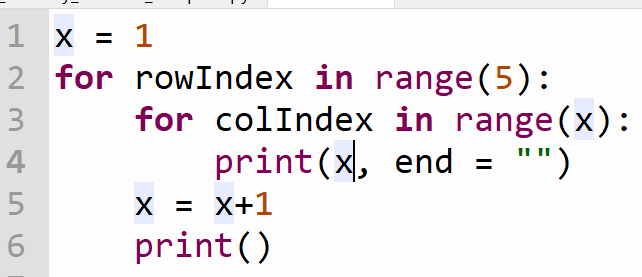 1 x = 1
2 for rowIndex in range(5):
3     for colIndex in range(x):
4         print(x, end = "")
5     x = x+1
6     print()